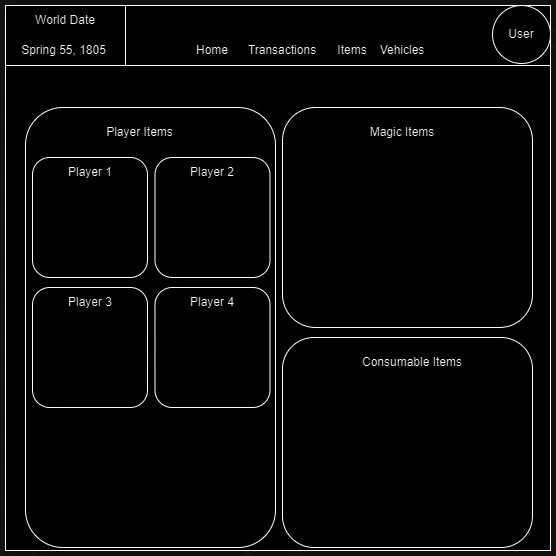 World Date
Spring 55, 1805
Home Transactions Items Vehicles
User
Player Items
Player 1 Player 2
Player 3 Player 4
Magic Items
Consumable Items